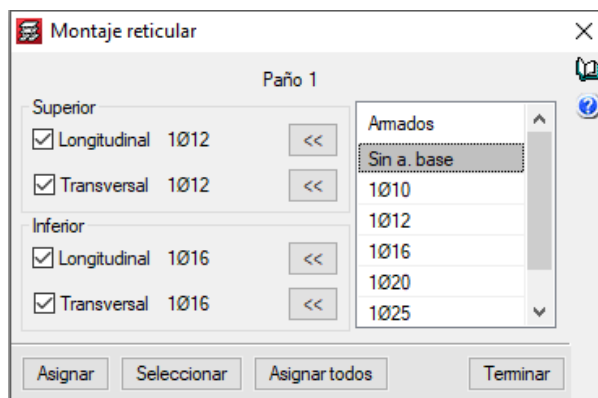 Montaje reticular
Paño 1
Superior
Longitudinal 1Ø12 <<
Transversal 1Ø12 <<
Inferior
Longitudinal 1Ø16 <<
Transversal 1Ø16 <<
Armados
Sin a. base
1Ø10
1Ø12
1Ø16
1Ø20
1Ø25
Asignar Seleccionar Asignar todos Terminar